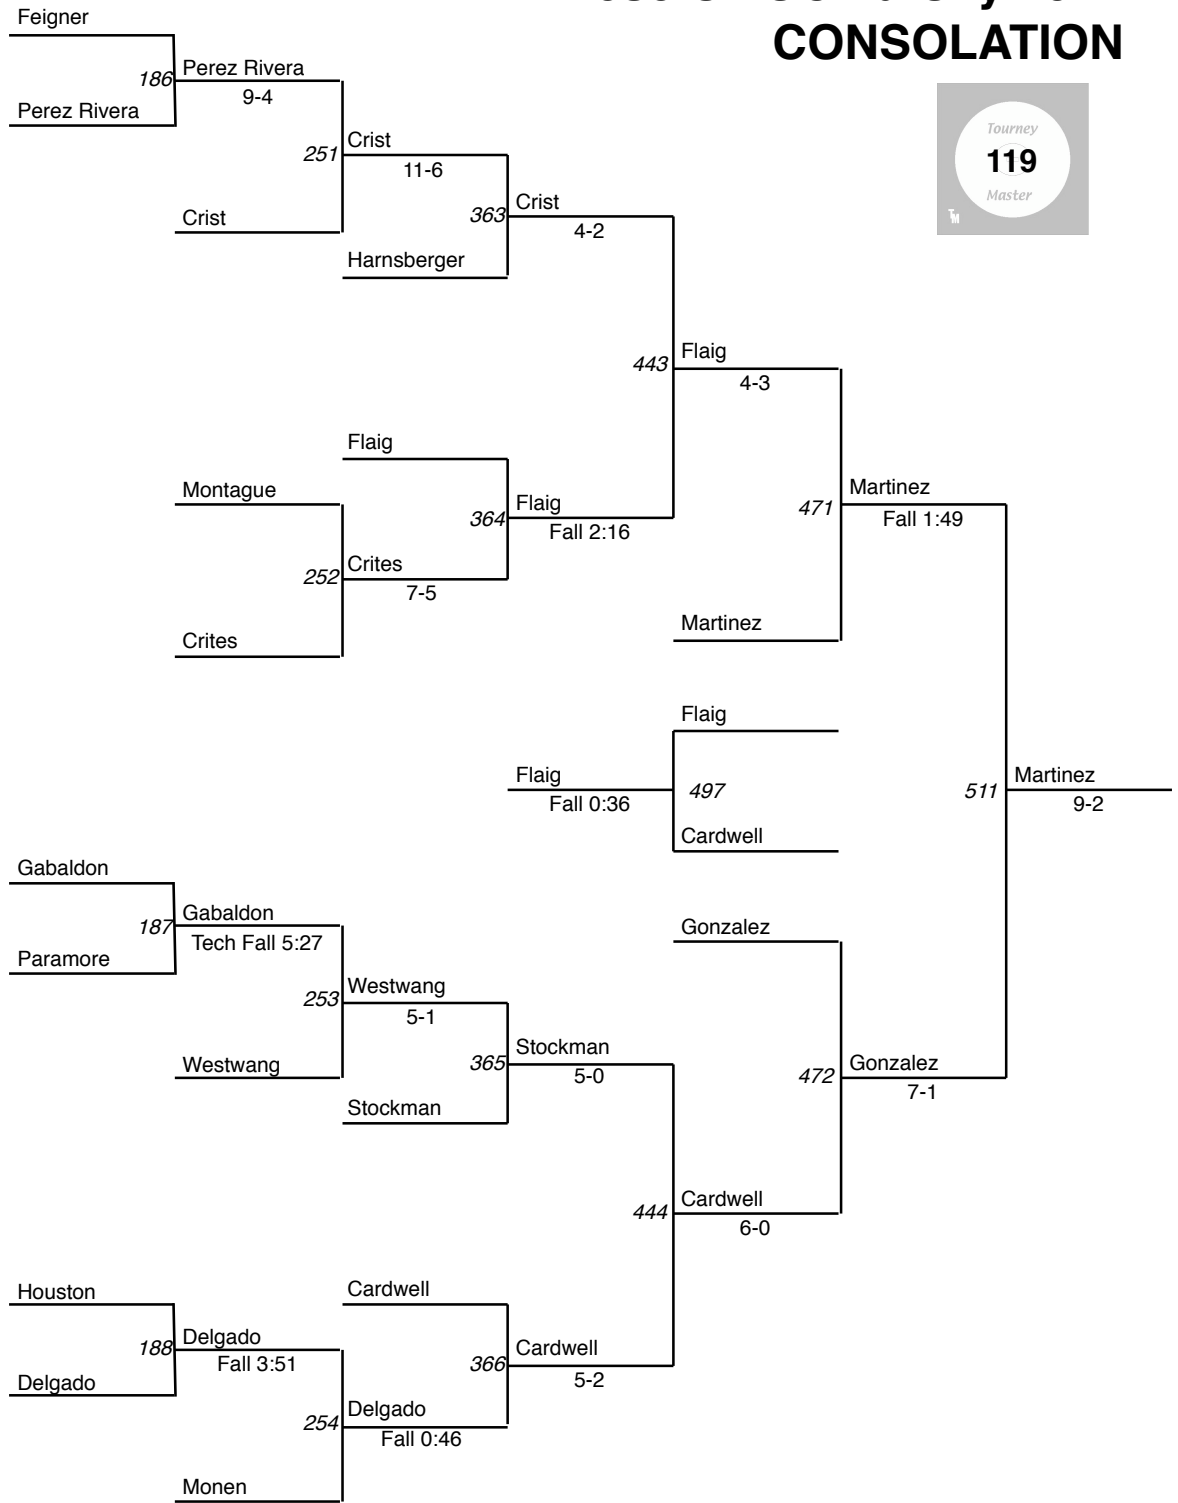 CONSOLATION
Tourney
119
Master
TM
Feigner
186
Perez Rivera
9-4
Perez Rivera
251
Crist
11-6
Crist
363
Crist
4-2
Harnsberger
443
Flaig
4-3
Flaig
Montague
364
Flaig
Fall 2:16
471
Martinez
Fall 1:49
252
Crites
7-5
Crites
Martinez
Flaig
Flaig
Fall 0:36
497
511
Martinez
9-2
Cardwell
Gabaldon
187
Gabaldon
Tech Fall 5:27
Gonzalez
Paramore
253
Westwang
5-1
365
Stockman
5-0
Westwang
472
Gonzalez
7-1
Stockman
444
Cardwell
6-0
Houston
Cardwell
188
Delgado
Fall 3:51
366
Cardwell
5-2
Delgado
254
Delgado
Fall 0:46
Monen